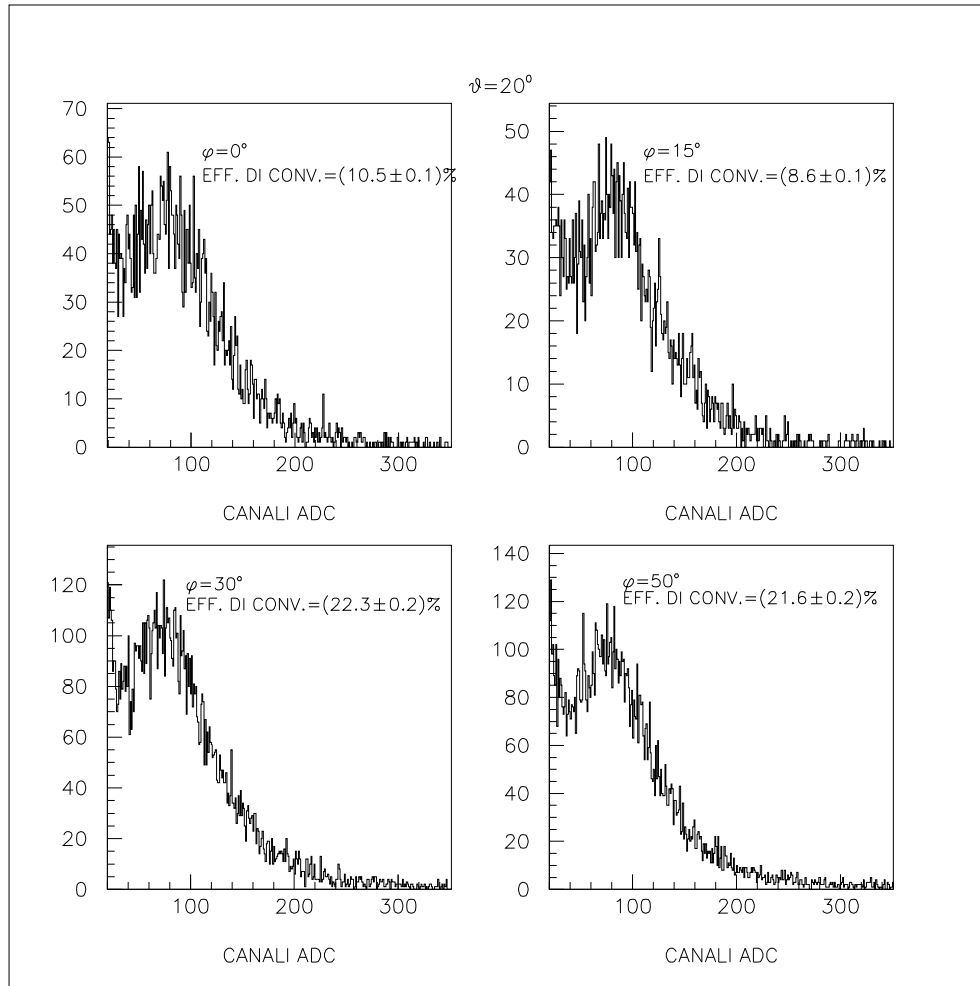 ϑ=20°
70
60
50
40
30
20
10
0
φ=0°
EFF. DI CONV.=(10.5±0.1)%
100 200 300
CANALI ADC
50
40
30
20
10
0
φ=15°
EFF. DI CONV.=(8.6±0.1)%
100 200 300
CANALI ADC
120
100
80
60
40
20
0
φ=30°
EFF. DI CONV.=(22.3±0.2)%
100 200 300
CANALI ADC
140
120
100
80
60
40
20
0
φ=50°
EFF. DI CONV.=(21.6±0.2)%
100 200 300
CANALI ADC